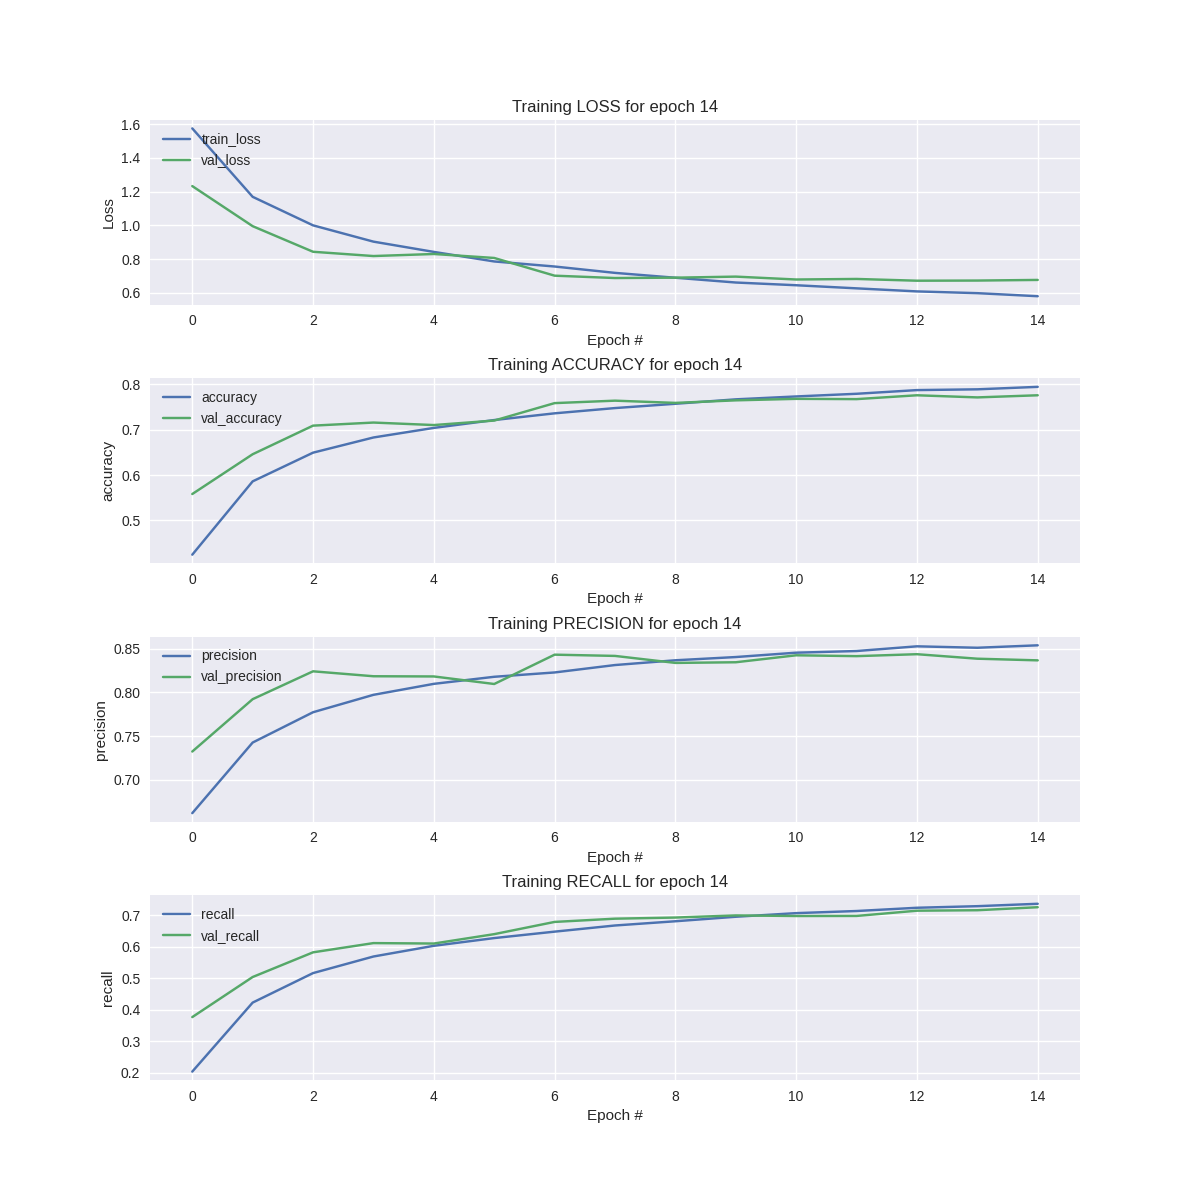 Training LOSS for epoch 14
1.6
1.4
1.2
1.0
0.8
0.6
Loss
train_loss
val_loss
0 2 4 6 8 10 12 14
Epoch #
Training ACCURACY for epoch 14
0.8
0.7
0.6
0.5
accuracy
accuracy
val_accuracy
0 2 4 6 8 10 12 14
Epoch #
Training PRECISION for epoch 14
0.85
0.80
0.75
0.70
precision
precision
val_precision
0 2 4 6 8 10 12 14
Epoch #
Training RECALL for epoch 14
0.7
0.6
0.5
0.4
0.3
0.2
recall
recall
val_recall
0 2 4 6 8 10 12 14
Epoch #